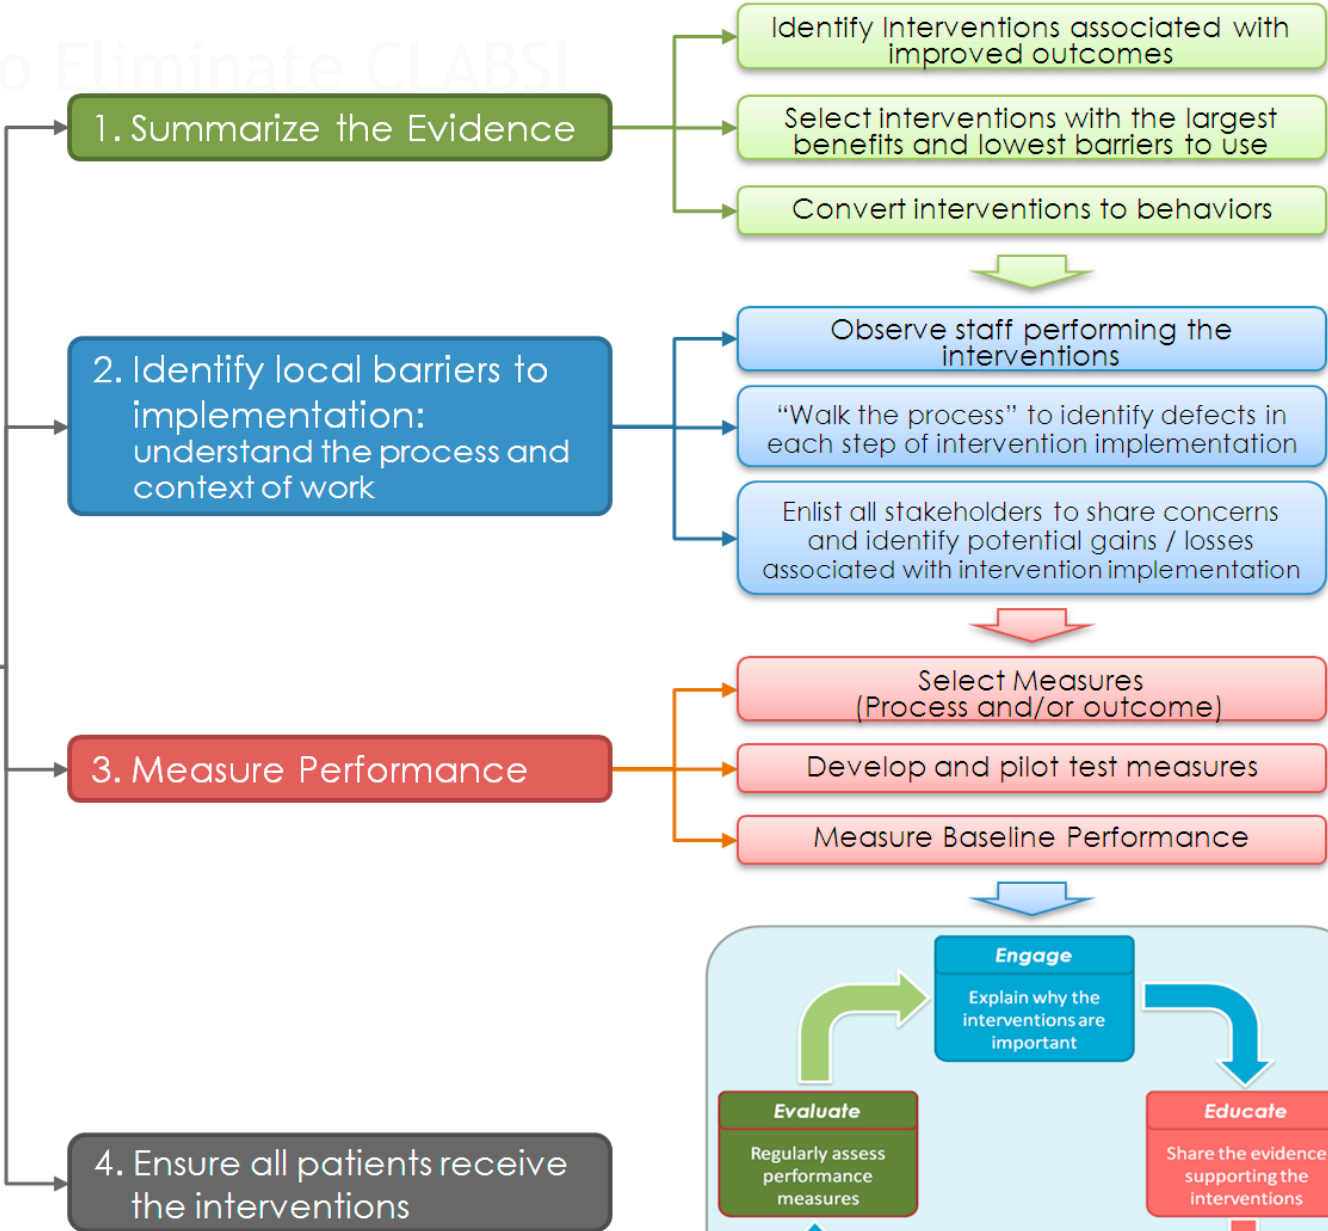 o Eliminate CLABSI
1. Summarize the Evidence
Identify Interventions associated with
improved outcomes
Select interventions with the largest
benefits and lowest barriers to use
Convert interventions to behaviors
2. Identify local barriers to
implementation:
understand the process and
context of work
Observe staff performing the
interventions
“Walk the process” to identify defects in
each step of intervention implementation
Enlist all stakeholders to share concerns
and identify potential gains / losses
associated with intervention implementation
3. Measure Performance
Select Measures
(Process and/or outcome)
Develop and pilot test measures
Measure Baseline Performance
4. Ensure all patients receive
the interventions
Engage
Explain why the
interventions are
important
Evaluate
Regularly assess
performance
measures
Educate
Share the evidence
supporting the
interventions